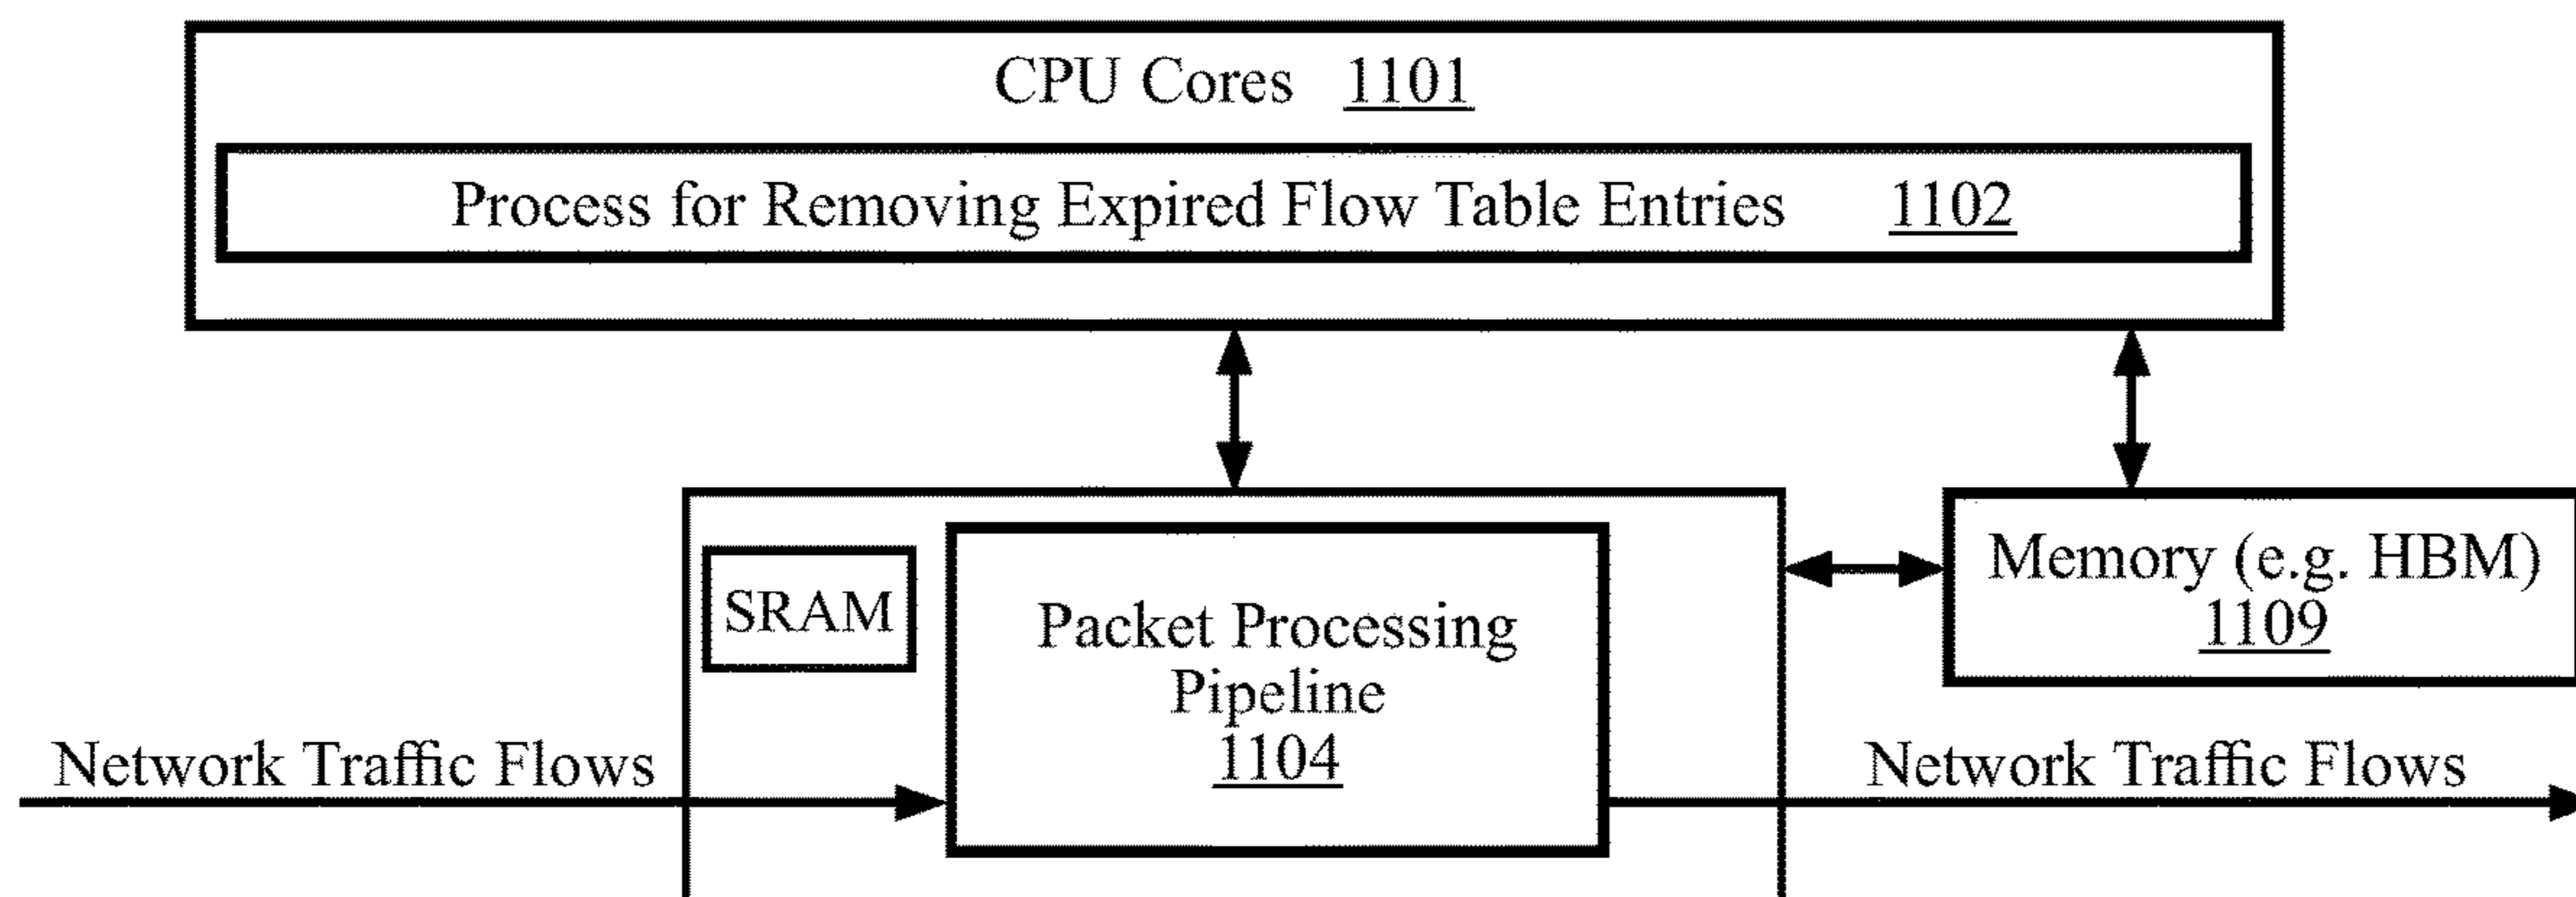 CPU Cores 1101
Process for Removing Expired Flow Table Entries 1102
SRAM
Packet Processing
Pipeline
1104
Memory (e.g. HBM)
1109
Network Traffic Flows
Network Traffic Flows